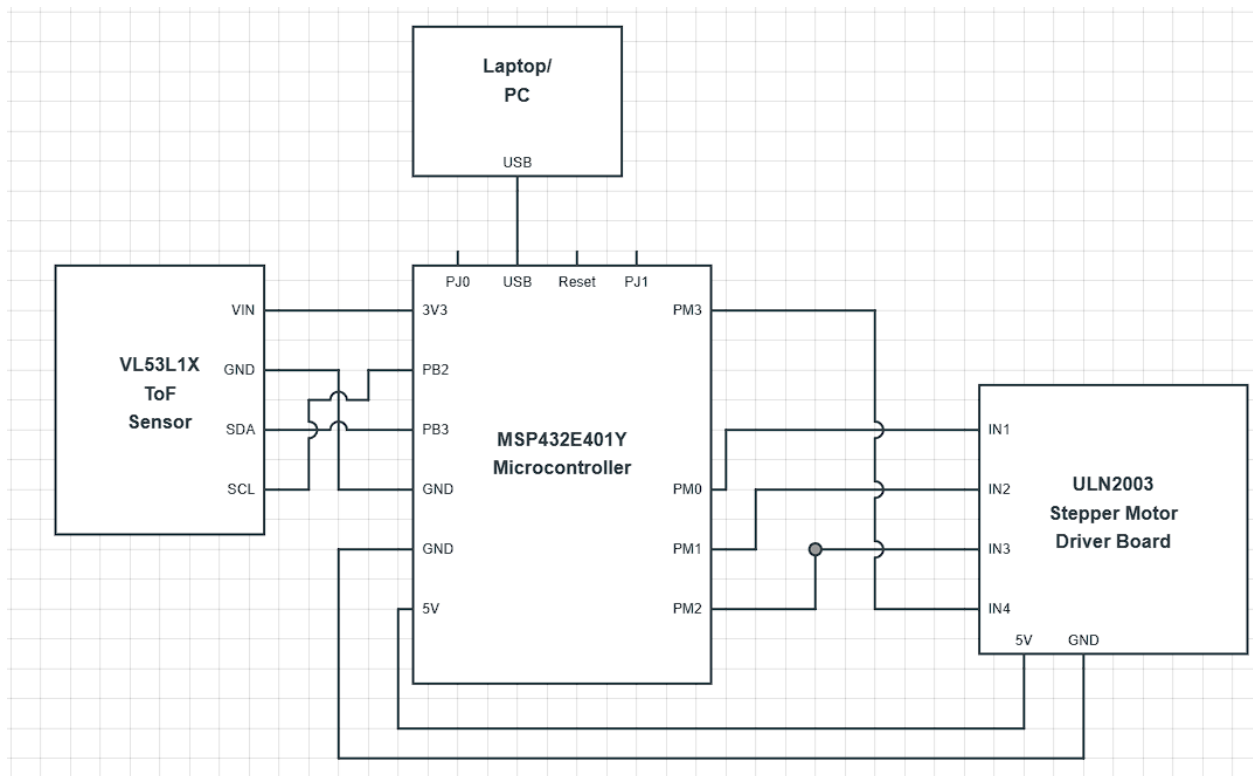 Laptop/
PC
USB
PJ0 USB Reset PJ1
VL53L1X
ToF
Sensor
VIN
GND
SDA
SCL
MSP432E401Y
Microcontroller
3V3
PB2
PB3
GND
GND
5V
PM3
PM0
PM1
PM2
ULN2003
Stepper Motor
Driver Board
IN1
IN2
IN3
IN4
5V GND